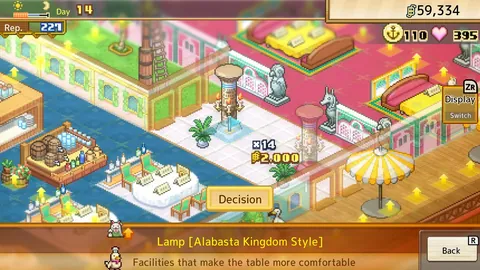 Day 14
59,334
Rep. 221
110 395
ZR
Display
Switch
×14
2,000
Decision
Lamp [Alabasta Kingdom Style]
Facilities that make the table more comfortable
R
Back